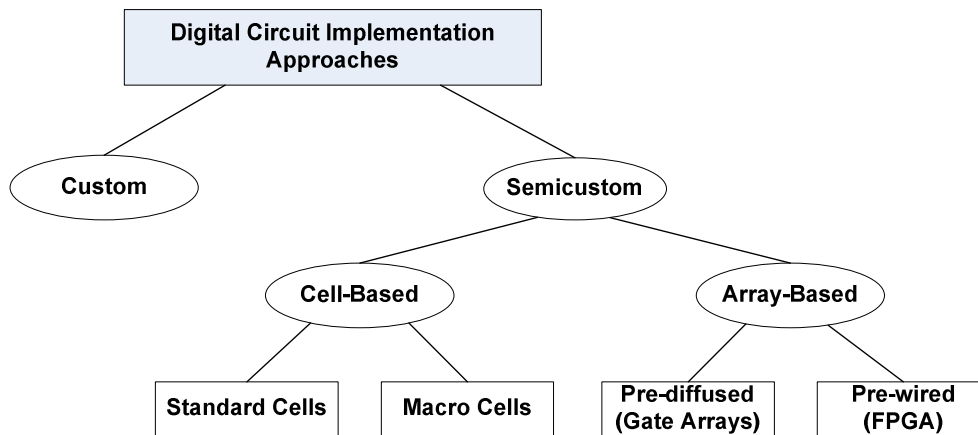 Digital Circuit Implementation
Approaches
Custom
Semicustom
Cell-Based
Array-Based
Standard Cells
Macro Cells
Pre-diffused
(Gate Arrays)
Pre-wired
(FPGA)